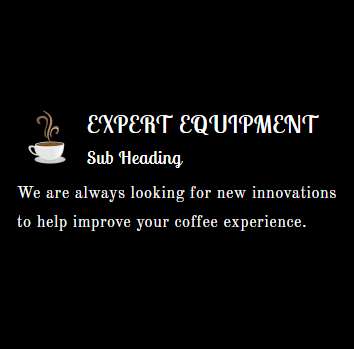 EXPERT EQUIPMENT
Sub Heading
We are always looking for new innovations
to help improve your coffee experience.